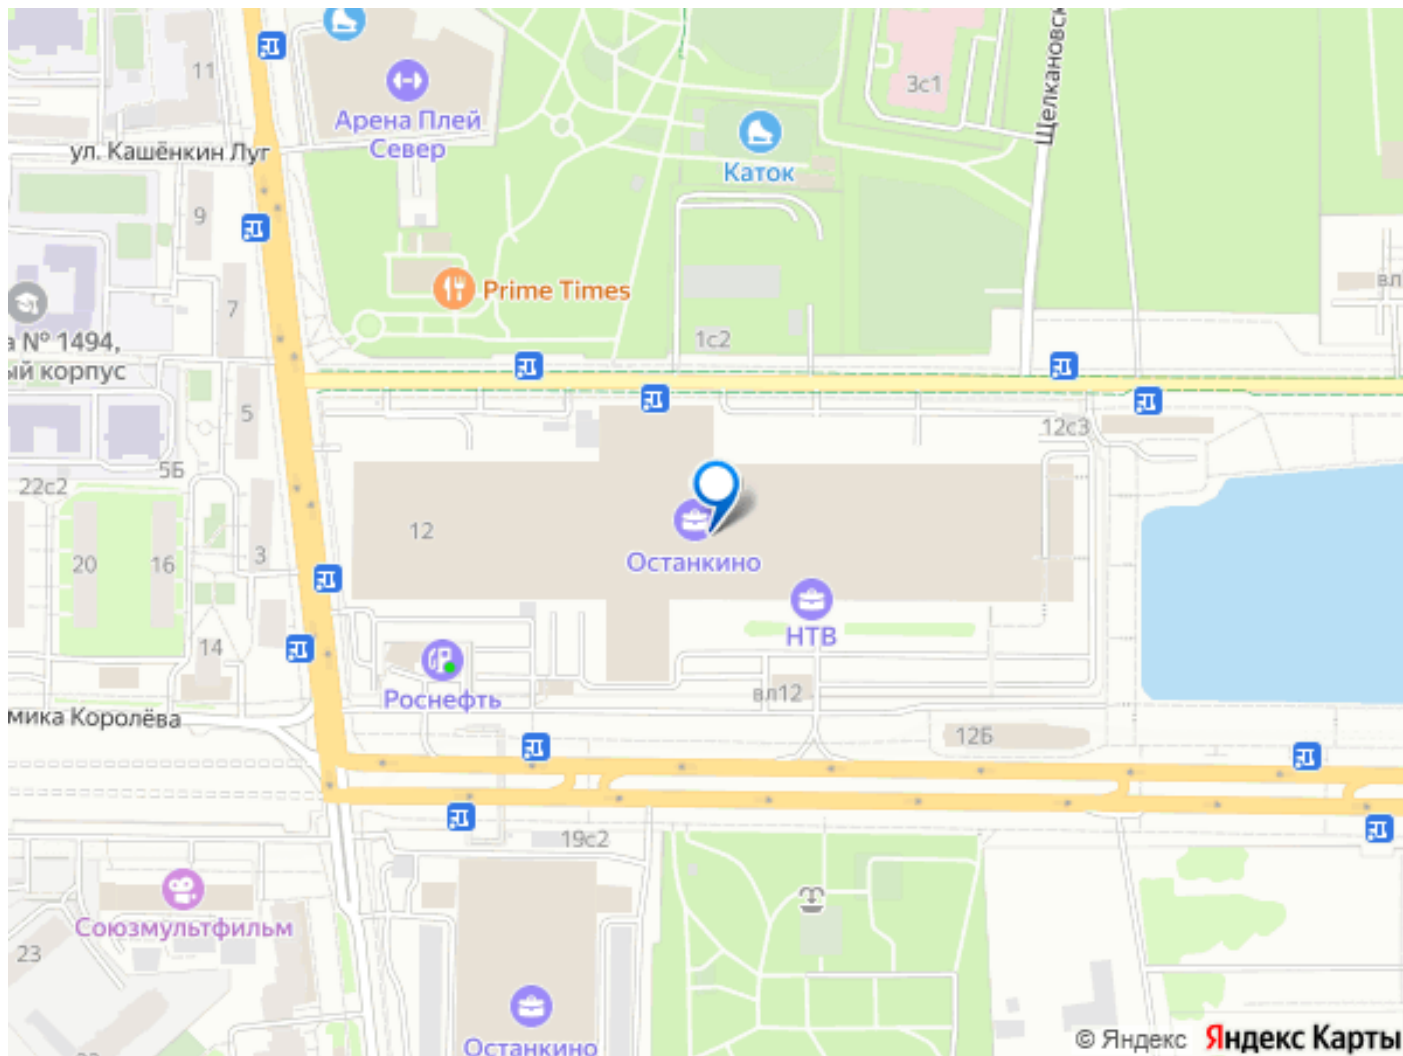 11
Арена Плей
Север
3с1
Щелкановск
Каток
ул. Кашёнкин Луг
9
7
Prime Times
вл
а № 1494,
ый корпус
1с2
5
12с3
5Б
22с2
12
20
16
3
Останкино
НТВ
14
Роснефть
вл12
мика Королёва
12Б
19с2
Союзмультфильм
23
Останкино
© Яндекс Яндекс Карты